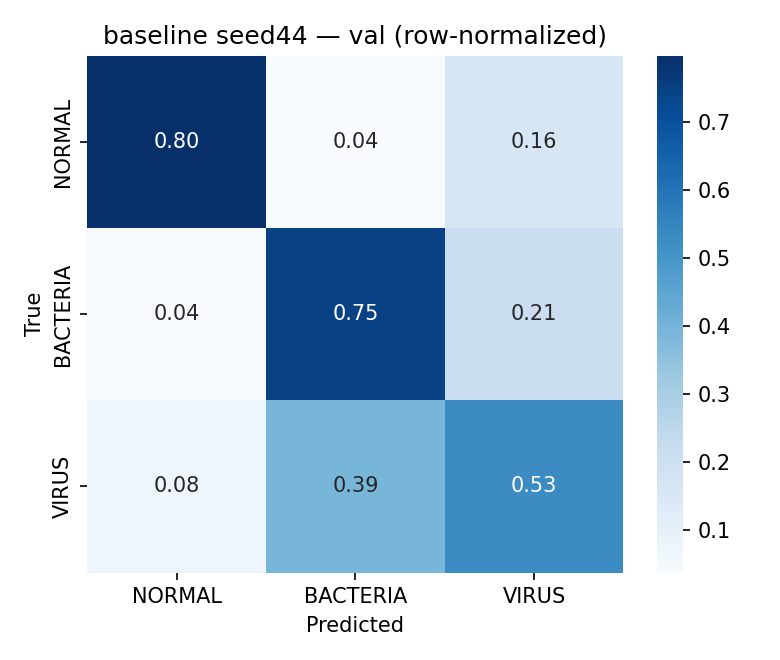 baseline seed44 — val (row-normalized)
NORMAL 0.80 0.04 0.16
True
BACTERIA 0.04 0.75 0.21
VIRUS 0.08 0.39 0.53
NORMAL BACTERIA VIRUS
Predicted
0.7
0.6
0.5
0.4
0.3
0.2
0.1